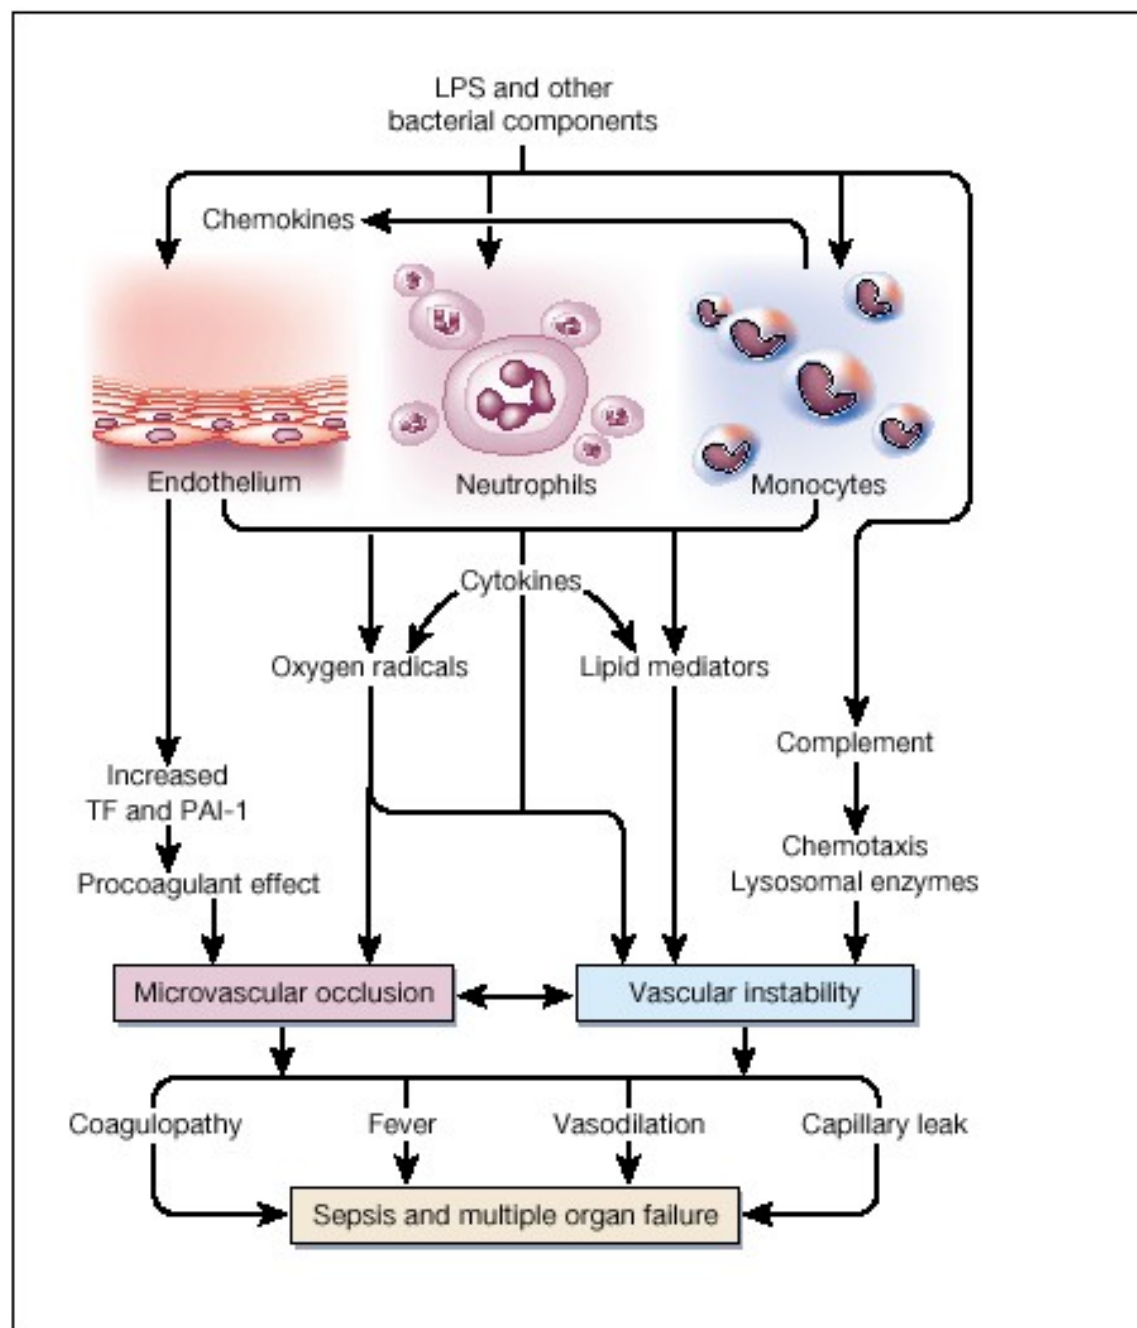 LPS and other
bacterial components
Chemokines
Endothelium
Neutrophils
Monocytes
Cytokines
Oxygen radicals
Lipid mediators
Complement
Increased
TF and PAI-1
Chemotaxis
Lysosomal enzymes
Procoagulant effect
Microvascular occlusion
Vascular instability
Coagulopathy
Fever
Vasodilation
Capillary leak
Sepsis and multiple organ failure